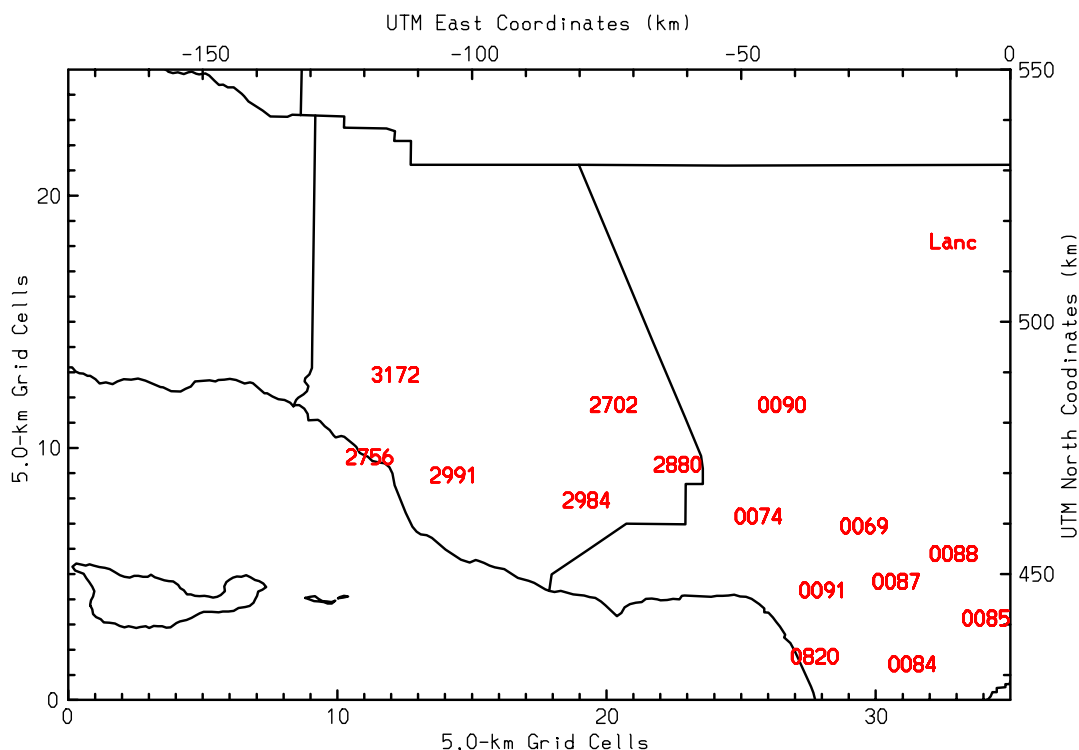 UTM East Coordinates (km)
-150 -100 -50 0
550
20
Lanc
500
3172
2702 0090
10
2756 2880
2991
2984
0074
0069
0088
450
0087
0091
0085
0820
0084
0
0 10 20 30
5.0-km Grid Cells
5.0-km Grid Cells
UTM North Coodinates (km)